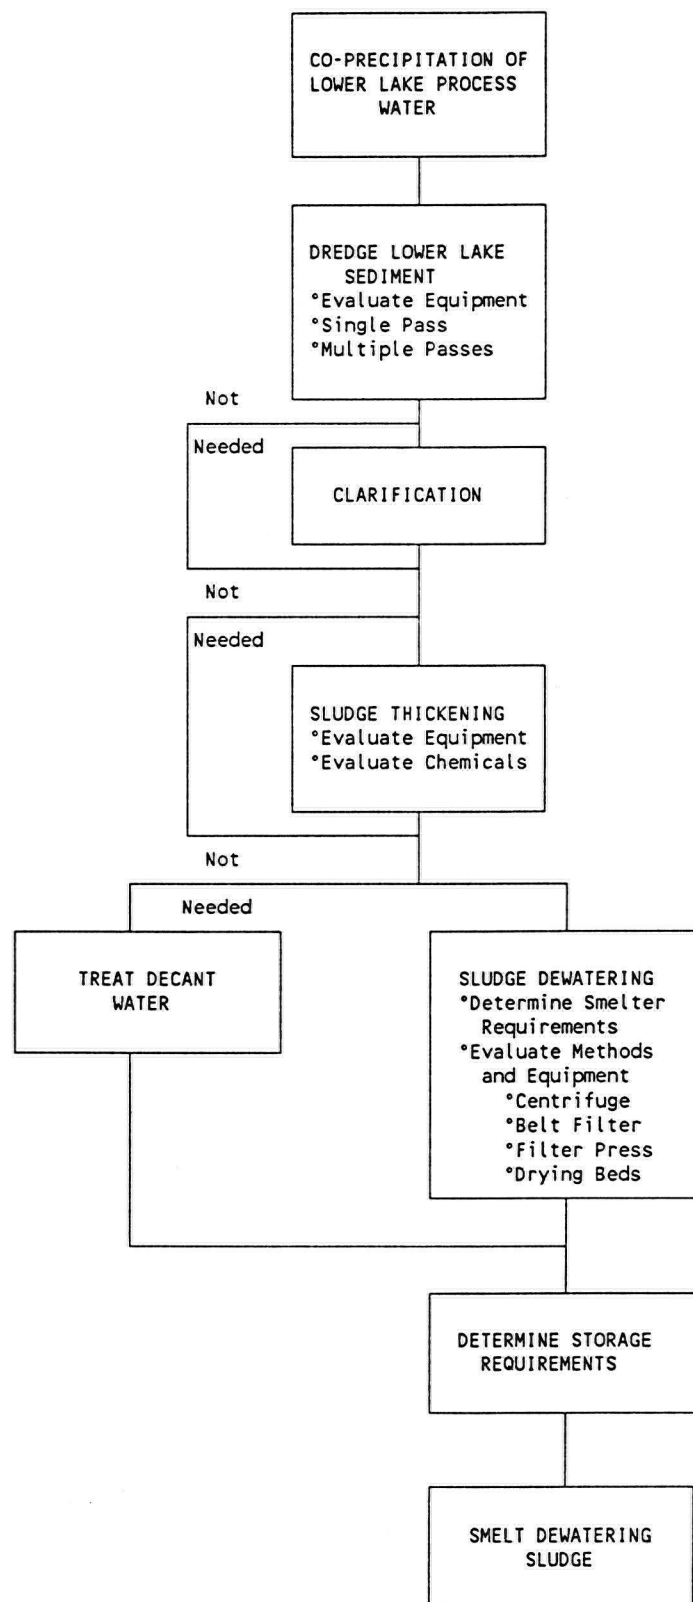 CO-PRECIPITATION OF
LOWER LAKE PROCESS
WATER
DREDGE LOWER LAKE
SEDIMENT
°Evaluate Equipment
°Single Pass
°Multiple Passes
Not
Needed
CLARIFICATION
Not
Needed
SLUDGE THICKENING
°Evaluate Equipment
°Evaluate Chemicals
Not
Needed
TREAT DECANT
WATER
SLUDGE DEWATERING
°Determine Smelter
Requirements
°Evaluate Methods
and Equipment
°Centrifuge
°Belt Filter
°Filter Press
°Drying Beds
DETERMINE STORAGE
REQUIREMENTS
SMELT DEWATERING
SLUDGE